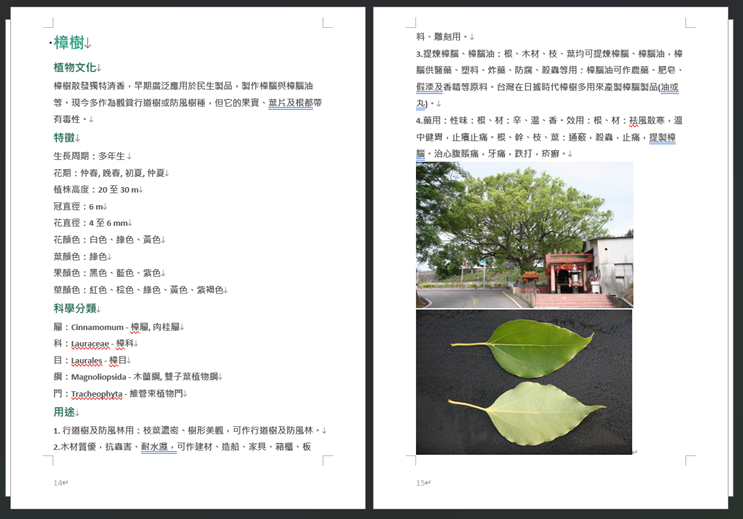 樟樹
植物文化
樟樹散發獨特清香，早期廣泛應用於民生製品，製作樟腦與樟腦油
等。現今多作為觀賞行道樹或防風樹種，但它的果實、葉片及根都帶
有毒性。
特徵
生長周期：多年生
花期：仲春, 晚春, 初夏, 仲夏
植株高度：20 至 30 m
冠直徑：6 m
花直徑：4 至 6 mm
花顏色：白色、綠色、黃色
葉顏色：綠色
果顏色：黑色、藍色、紫色
莖顏色：紅色、棕色、綠色、黃色、紫褐色
科學分類
屬：Cinnamomum - 樟屬, 肉桂屬
科：Lauraceae - 樟科
目：Laurales - 樟目
綱：Magnoliopsida - 木蘭綱, 雙子葉植物綱
門：Tracheophyta - 維管束植物門
用途
1. 行道樹及防風林用：枝葉濃密、樹形美觀，可作行道樹及防風林。
2.木材質優，抗蟲害、耐水濕，可作建材、造船、家具、箱櫃、板
14
料、雕刻用。
3.提煉樟腦、樟腦油：根、木材、枝、葉均可提煉樟腦、樟腦油，樟
腦供醫藥、塑料、炸藥、防腐、殺蟲等用：樟腦油可作農藥。肥皂、
假漆及香精等原料。台灣在日據時代樟樹多用來產製樟腦製品(油或
丸)。
4.藥用：性味：根、材：辛、溫、香。效用：根、材：祛風散寒，溫
中健胃，止癢止痛。根、幹、枝、葉：通竅，殺蟲，止痛，提製樟
腦。治心腹脹痛，牙痛，跌打，疥癬。
15